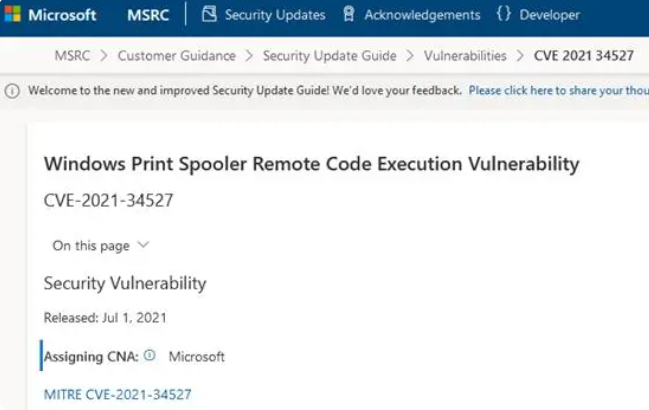 Microsoft MSRC Security Updates Acknowledgements {} Developer
MSRC > Customer Guidance > Security Update Guide > Vulnerabilities > CVE 2021 34527
Welcome to the new and improved Security Update Guide! We'd love your feedback. Please click here to share your thou
Windows Print Spooler Remote Code Execution Vulnerability
CVE-2021-34527
On this page
Security Vulnerability
Released: Jul 1, 2021
Assigning CNA: Microsoft
MITRE CVE-2021-34527